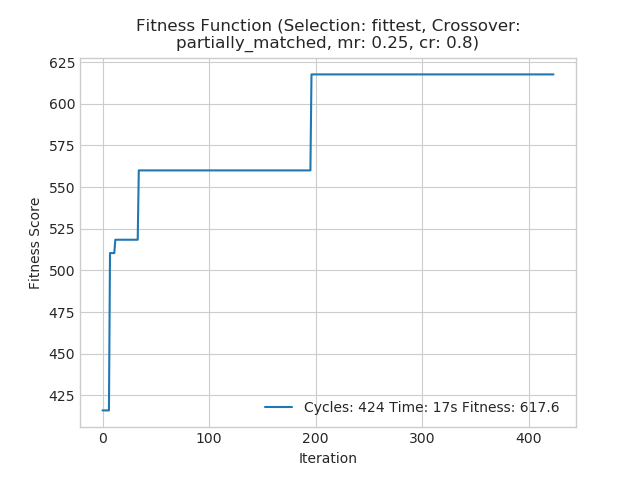 Fitness Function (Selection: fittest, Crossover:
partially_matched, mr: 0.25, cr: 0.8)
625
600
575
550
525
500
475
450
425
Fitness Score
Cycles: 424 Time: 17s Fitness: 617.6
0
100
200
300
400
Iteration